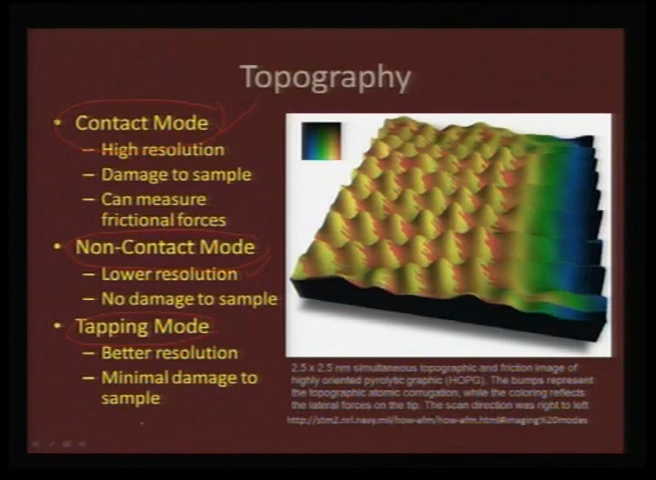 Topography
• Contact Mode
– High resolution
– Damage to sample
– Can measure
frictional forces
• Non-Contact Mode
– Lower resolution
– No damage to sample
• Tapping Mode
– Better resolution
– Minimal damage to
sample
2.5 x 2.5 nm simultaneous topographic and friction image of
highly oriented pyrolytic graphic (HOPG). The bumps represent
the topographic atomic corrugation, while the coloring reflects
the lateral forces on the tip. The scan direction was right to left
http://stm2.nrl.navy.mil/how-afm/how-afm.html#imaging%20modes